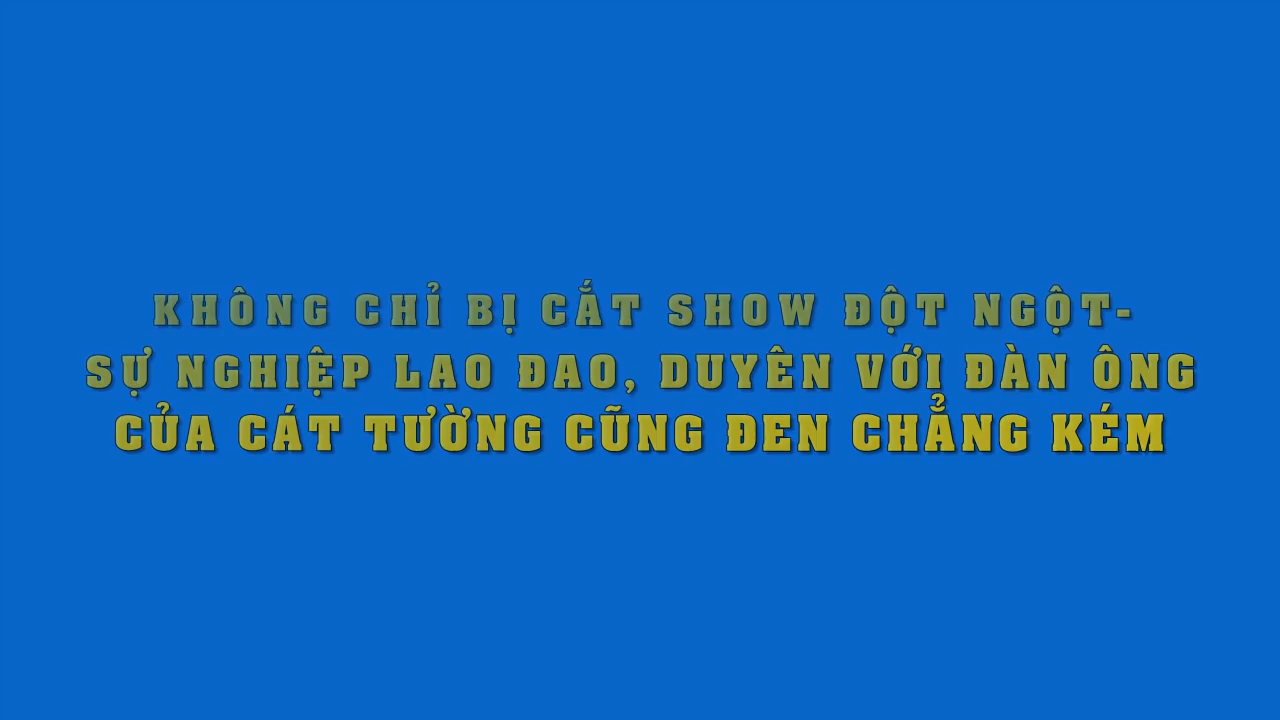 KHÔNG CHỈ BỊ CẮT SHOW ĐỘT NGỘT-
SỰ NGHIỆP LAO ĐAO, DUYÊN VỚI ĐÀN ÔNG
CỦA CÁT TƯỜNG CŨNG ĐEN CHẲNG KÉM